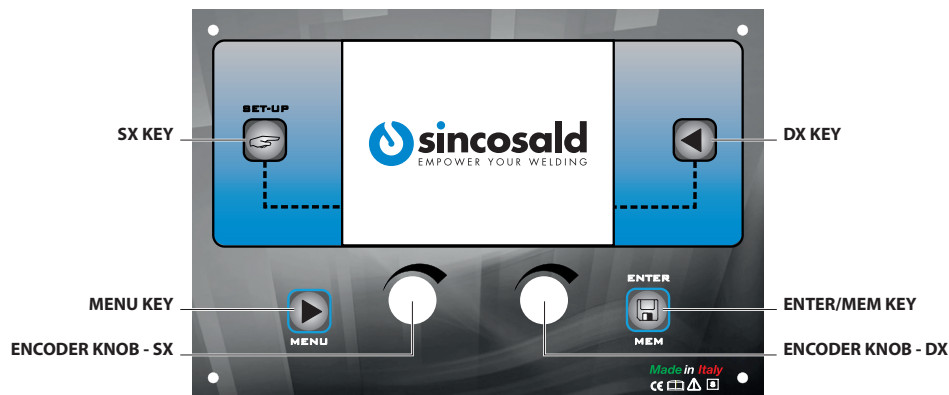 SET-UP
SX KEY
DX KEY
sincosald
EMPOWER YOUR WELDING
ENTER
MENU KEY
ENTER/MEM KEY
MENU
MEM
ENCODER KNOB - SX
ENCODER KNOB - DX
Made in Italy
CE